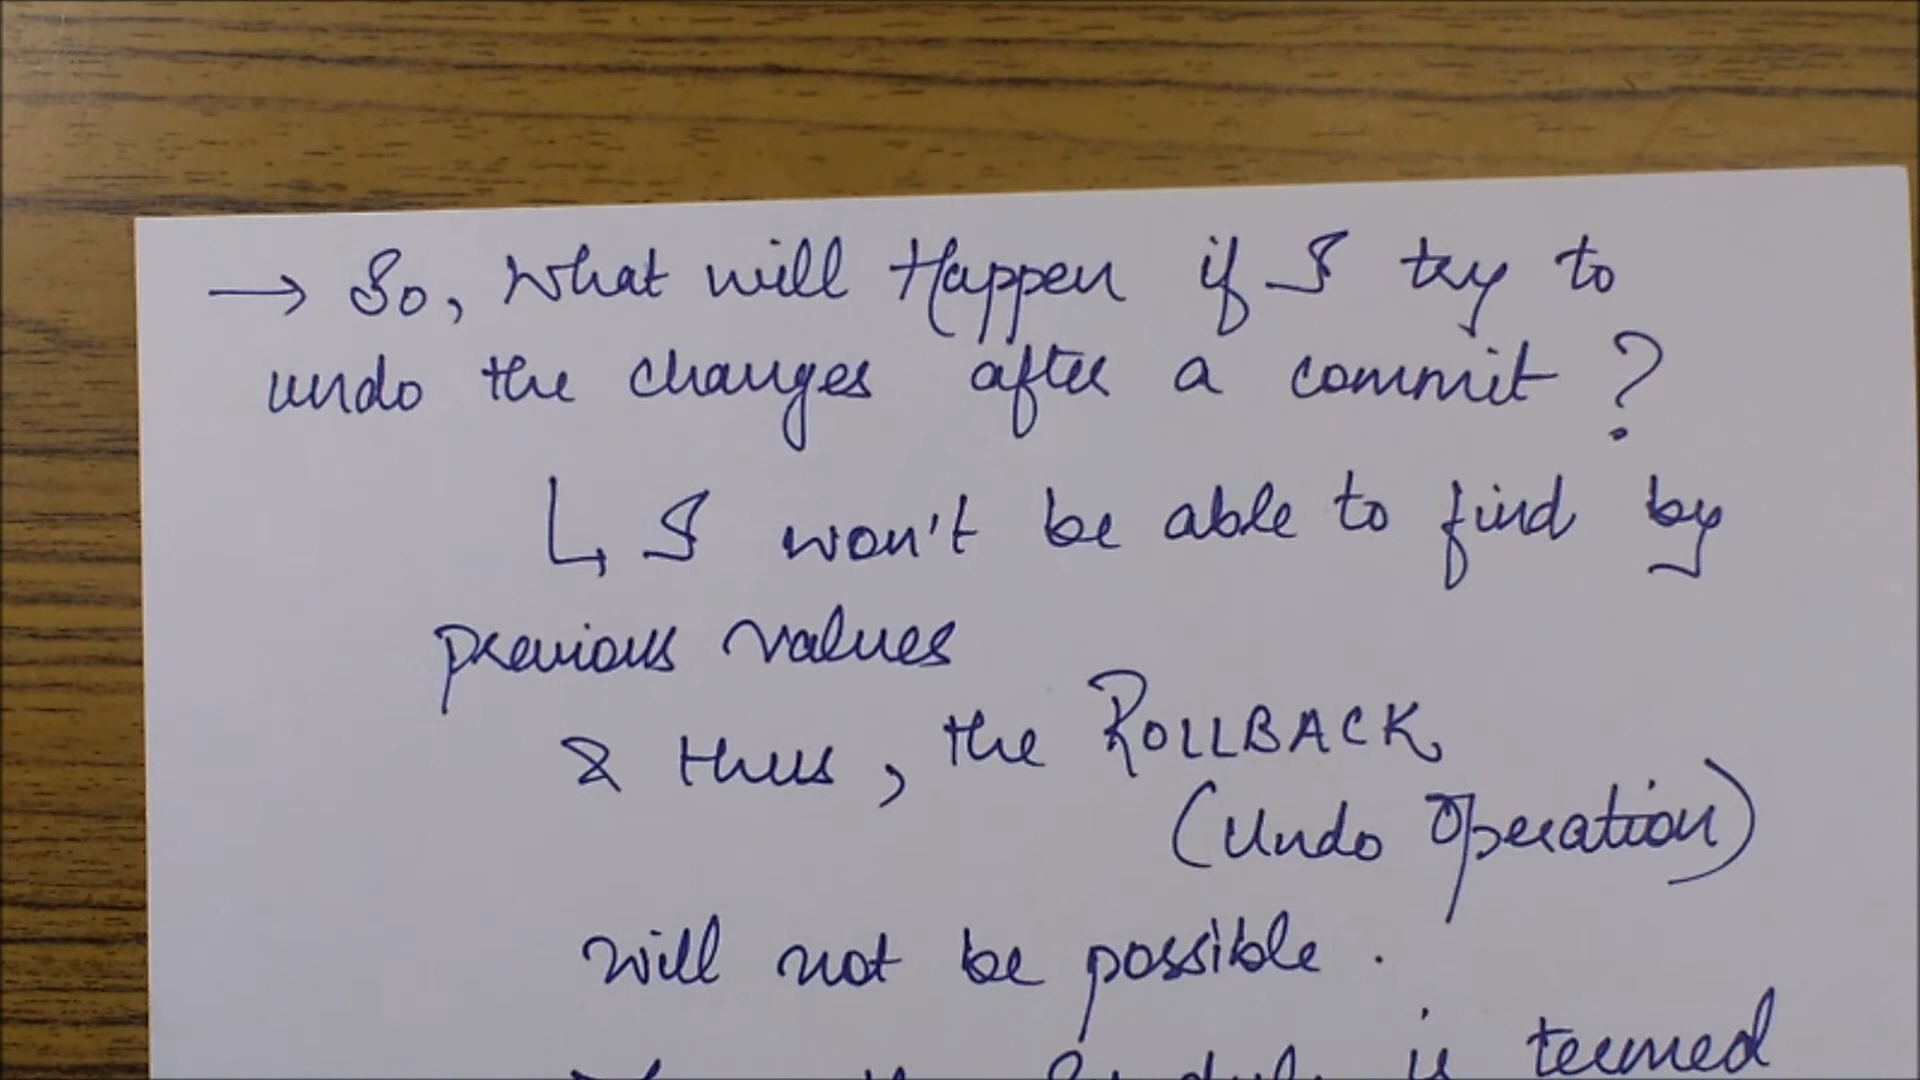 → So, What will Happen if I try to
undo the changes after a commit ?
↳ I won't be able to find by
previous values
& thus, the ROLLBACK
(Undo Operation)
will not be possible.
is termed